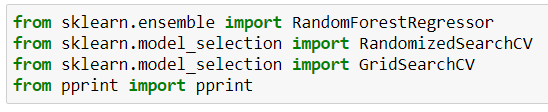 from sklearn.ensemble import RandomForestRegressor
from sklearn.model_selection import RandomizedSearchCV
from sklearn.model_selection import GridSearchCV
from pprint import pprint